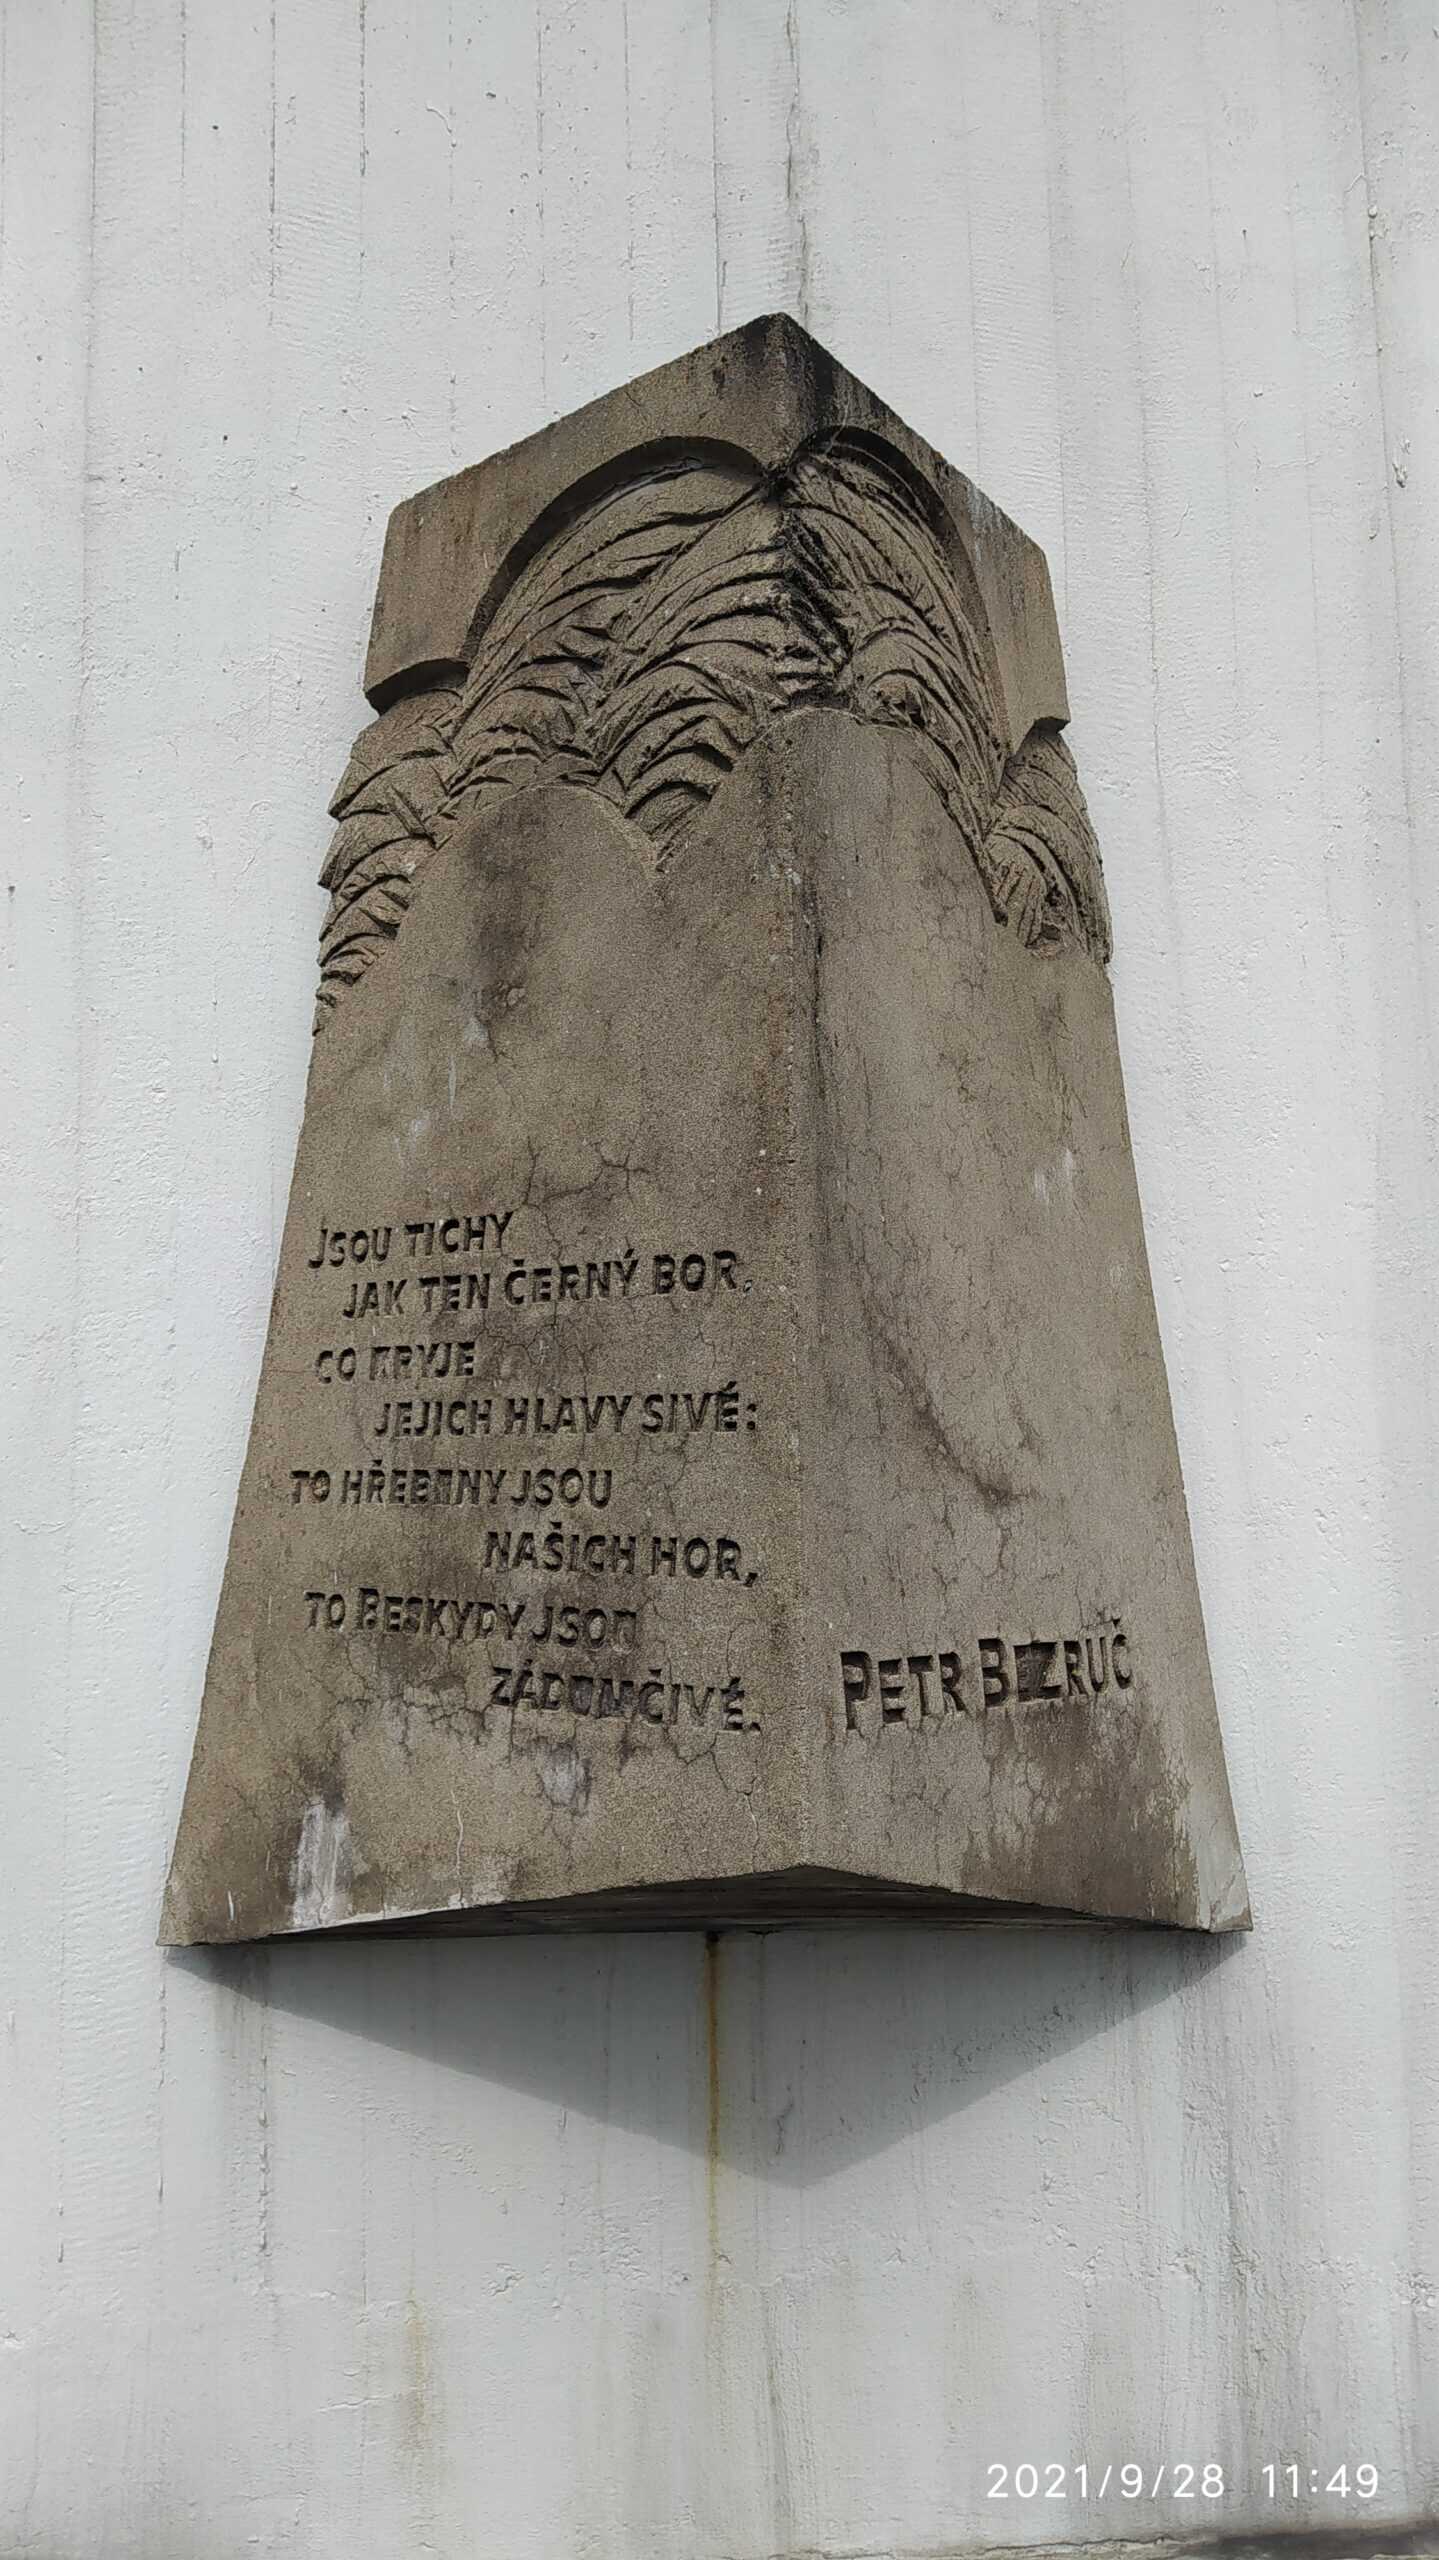 JSOU TICHY
JAK TEN ČERNÝ BOR,
CO KRYJE
JEJICH HLAVY SIVÉ:
TO HŘEBENY JSOU
NAŠICH HOR,
TO BESKYDY JSOU
ZÁDUMČIVÉ.
PETR BEZRUČ
2021/9/28 11:49